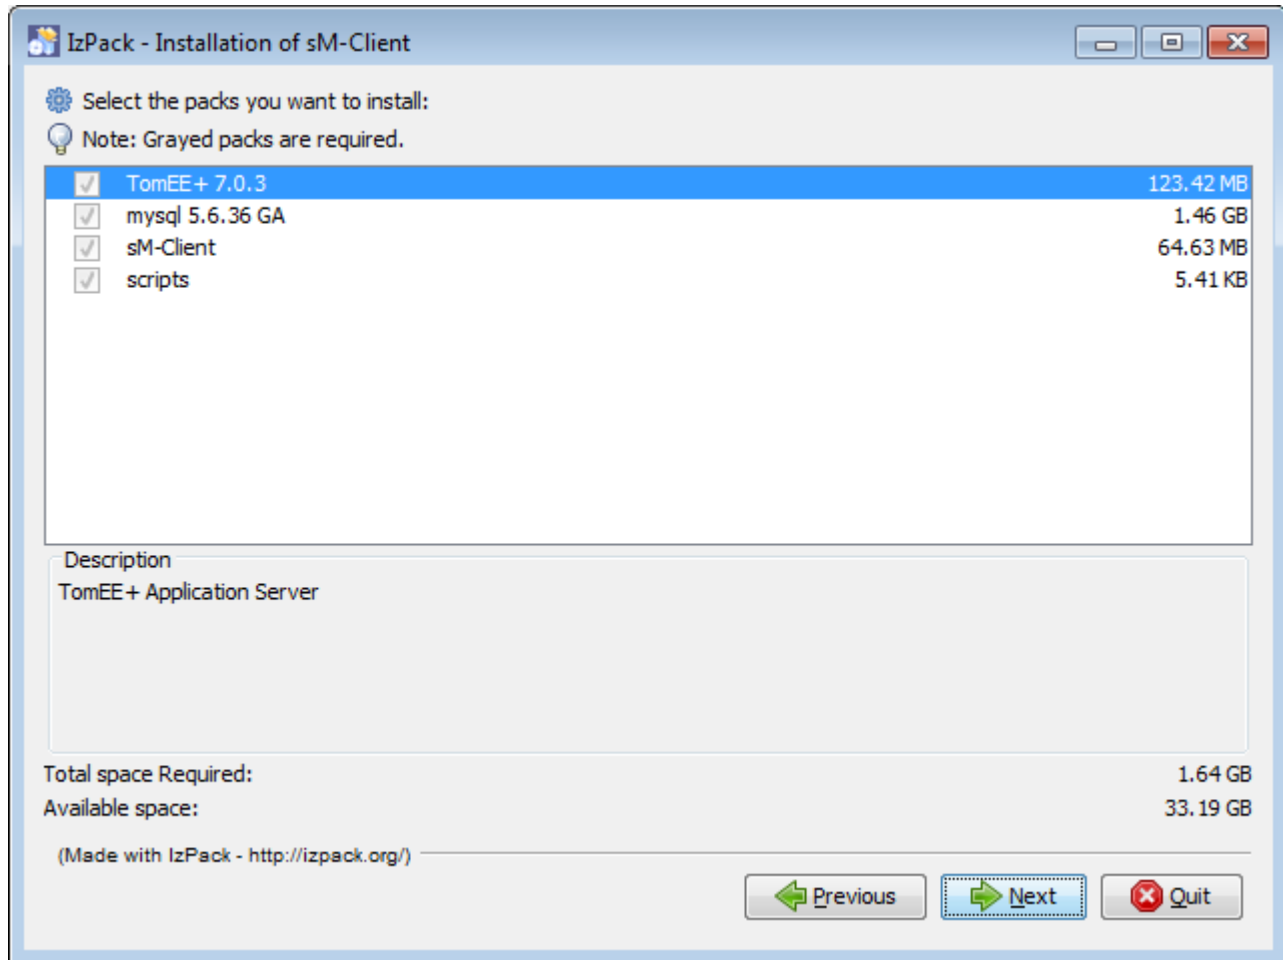 IzPack - Installation of sM-Client
Select the packs you want to install:
Note: Grayed packs are required.
TomEE+ 7.0.3 123.42 MB
mysql 5.6.36 GA 1.46 GB
sM-Client 64.63 MB
scripts 5.41 KB
Description
TomEE+ Application Server
Total space Required: 1.64 GB
Available space: 33.19 GB
(Made with IzPack - http://izpack.org/)
Previous Next Quit